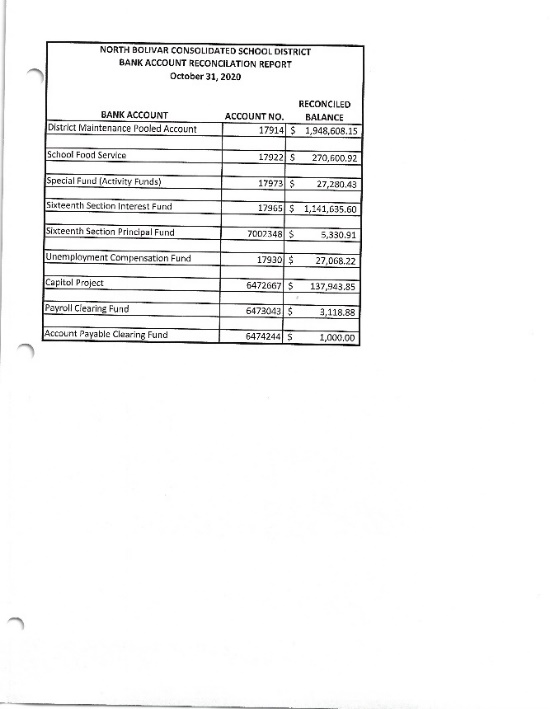 NORTH BOLIVAR CONSOLIDATED SCHOOL DISTRICT
BANK ACCOUNT RECONCILATION REPORT
October 31, 2020
RECONCILED
BANK ACCOUNT ACCOUNT NO. BALANCE
District Maintenance Pooled Account 17914 $ 1,948,608.15
School Food Service 17922 $ 270,600.92
Special Fund (Activity Funds) 17973 $ 27,280.43
Sixteenth Section Interest Fund 17965 $ 1,141,635.60
Sixteenth Section Principal Fund 7002348 $ 5,330.91
Unemployment Compensation Fund 17930 $ 27,068.22
Capitol Project 6472667 $ 137,943.85
Payroll Clearing Fund 6473043 $ 3,118.88
Account Payable Clearing Fund 6474244 $ 1,000.00